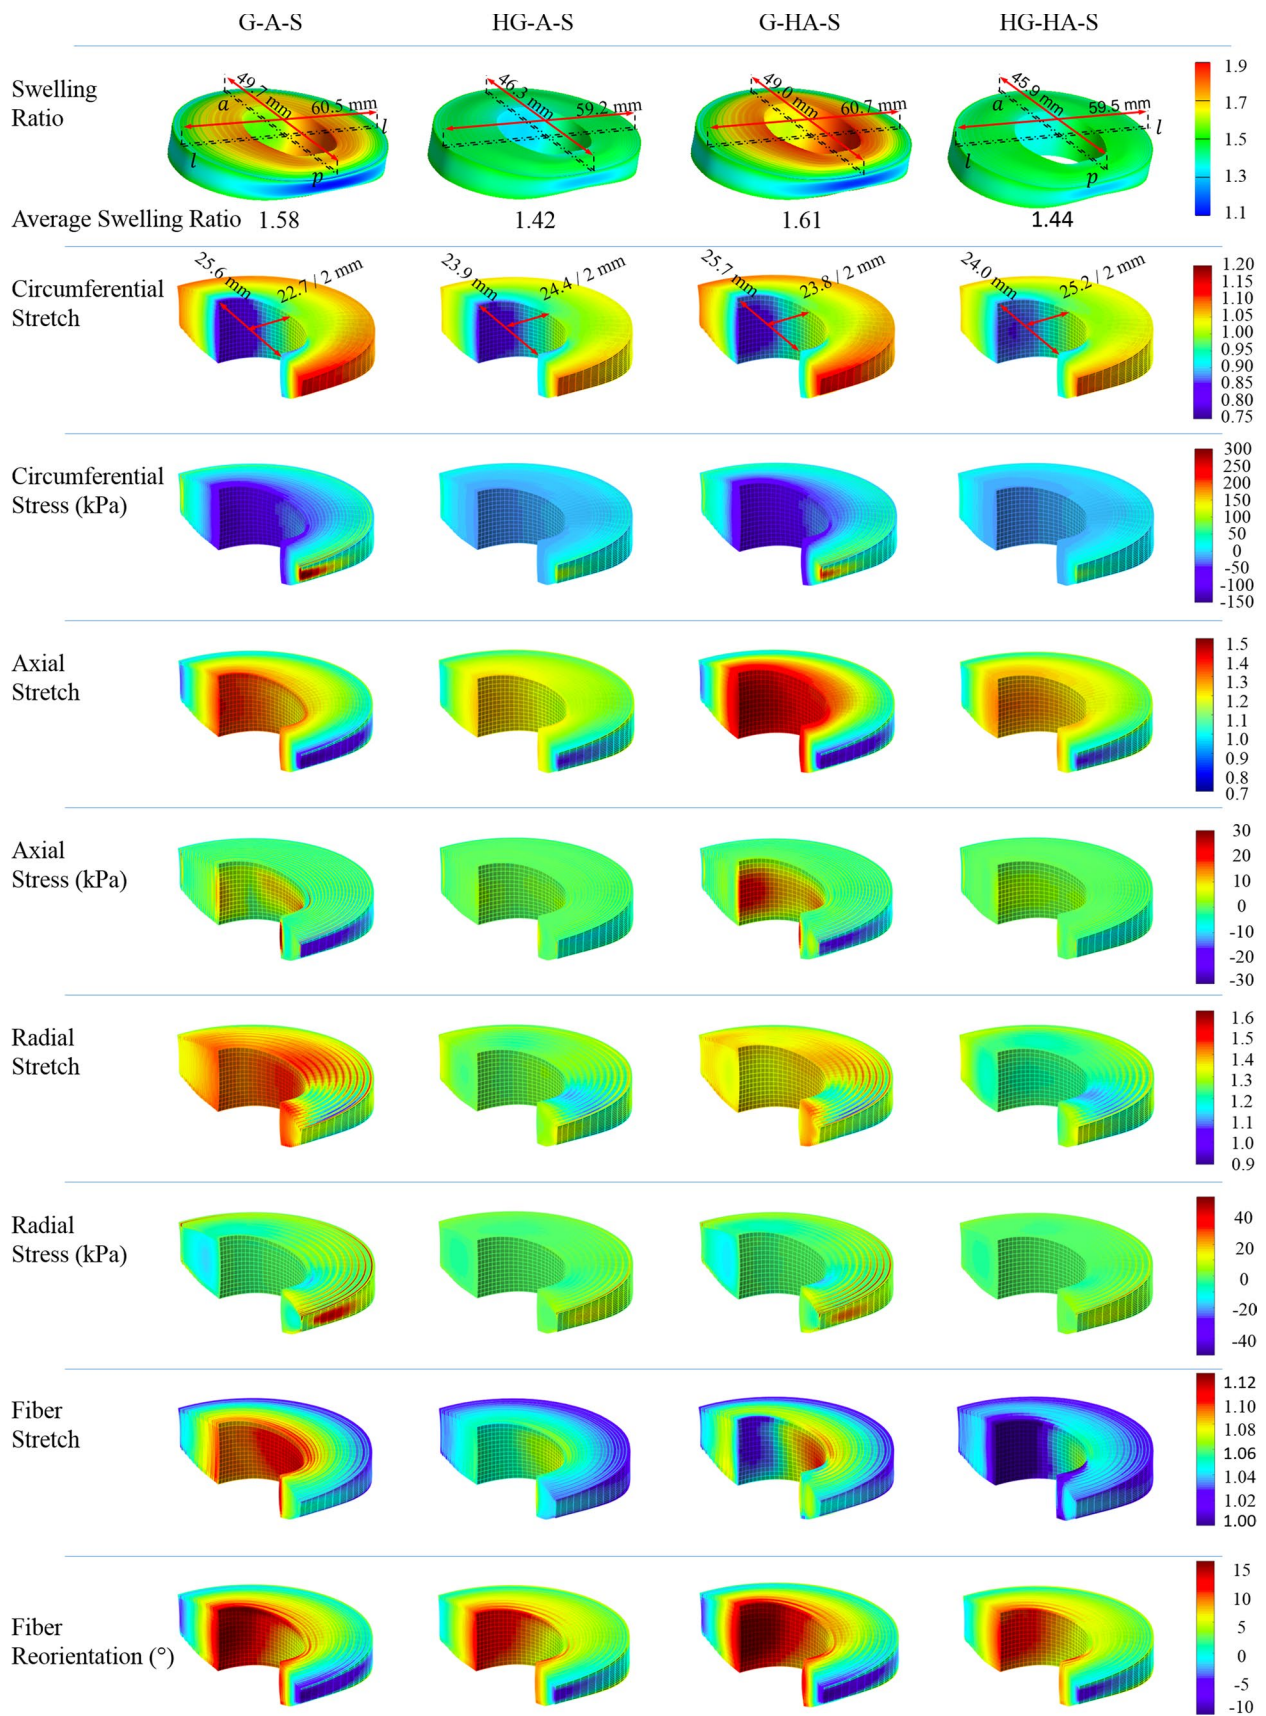 G-A-S HG-A-S G-HA-S HG-HA-S
Swelling
Ratio
49.7 mm
60.5 mm
a
l
l
p
46.3 mm
59.2 mm
49.0 mm
60.7 mm
45.9 mm
59.5 mm
a
l
l
p
1.9
1.7
1.5
1.3
1.1
Average Swelling Ratio 1.58 1.42 1.61 1.44
Circumferential
Stretch
25.6 mm
22.7 / 2 mm
23.9 mm
24.4 / 2 mm
25.7 mm
23.8 / 2 mm
24.0 mm
25.2 / 2 mm
1.20
1.15
1.10
1.05
1.00
0.95
0.90
0.85
0.80
0.75
Circumferential
Stress (kPa)
300
250
200
150
100
50
0
-50
-100
-150
Axial
Stretch
1.5
1.4
1.3
1.2
1.1
1.0
0.9
0.8
0.7
Axial
Stress (kPa)
30
20
10
0
-10
-20
-30
Radial
Stretch
1.6
1.5
1.4
1.3
1.2
1.1
1.0
0.9
Radial
Stress (kPa)
40
20
0
-20
-40
Fiber
Stretch
1.12
1.10
1.08
1.06
1.04
1.02
1.00
Fiber
Reorientation (°)
15
10
5
0
-5
-10